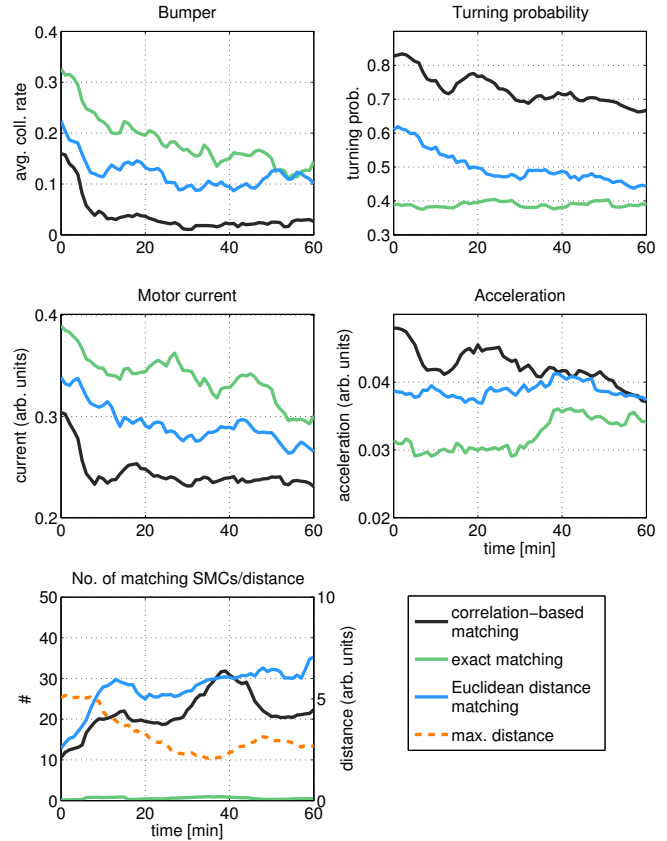 Bumper
0.4
0.3
0.2
0.1
0
avg. coll. rate
0 20 40 60
Turning probability
0.8
0.7
0.6
0.5
0.4
0.3
turning prob.
0 20 40 60
Motor current
0.4
0.3
0.2
current (arb. units)
0 20 40 60
Acceleration
0.04
0.03
0.02
acceleration (arb. units)
0 20 40 60
time [min]
No. of matching SMCs/distance
50
40
30
20
10
0
#
10
5
0
distance (arb. units)
0 20 40 60
time [min]
correlation-based
matching
exact matching
Euclidean distance
matching
max. distance